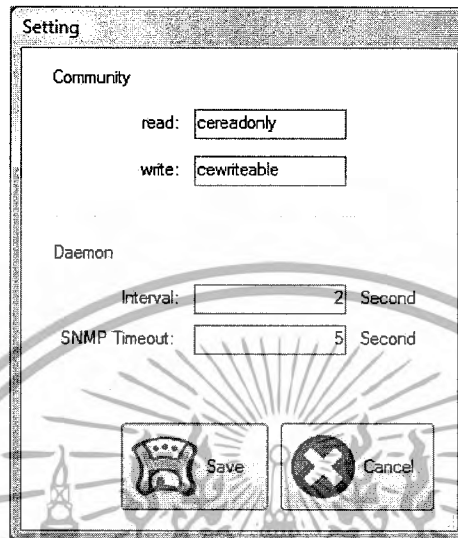 Setting
Community
read: cereadonly
write: cewriteable
Daemon
Interval: 2 Second
SNMP Timeout: 5 Second
Save Cancel